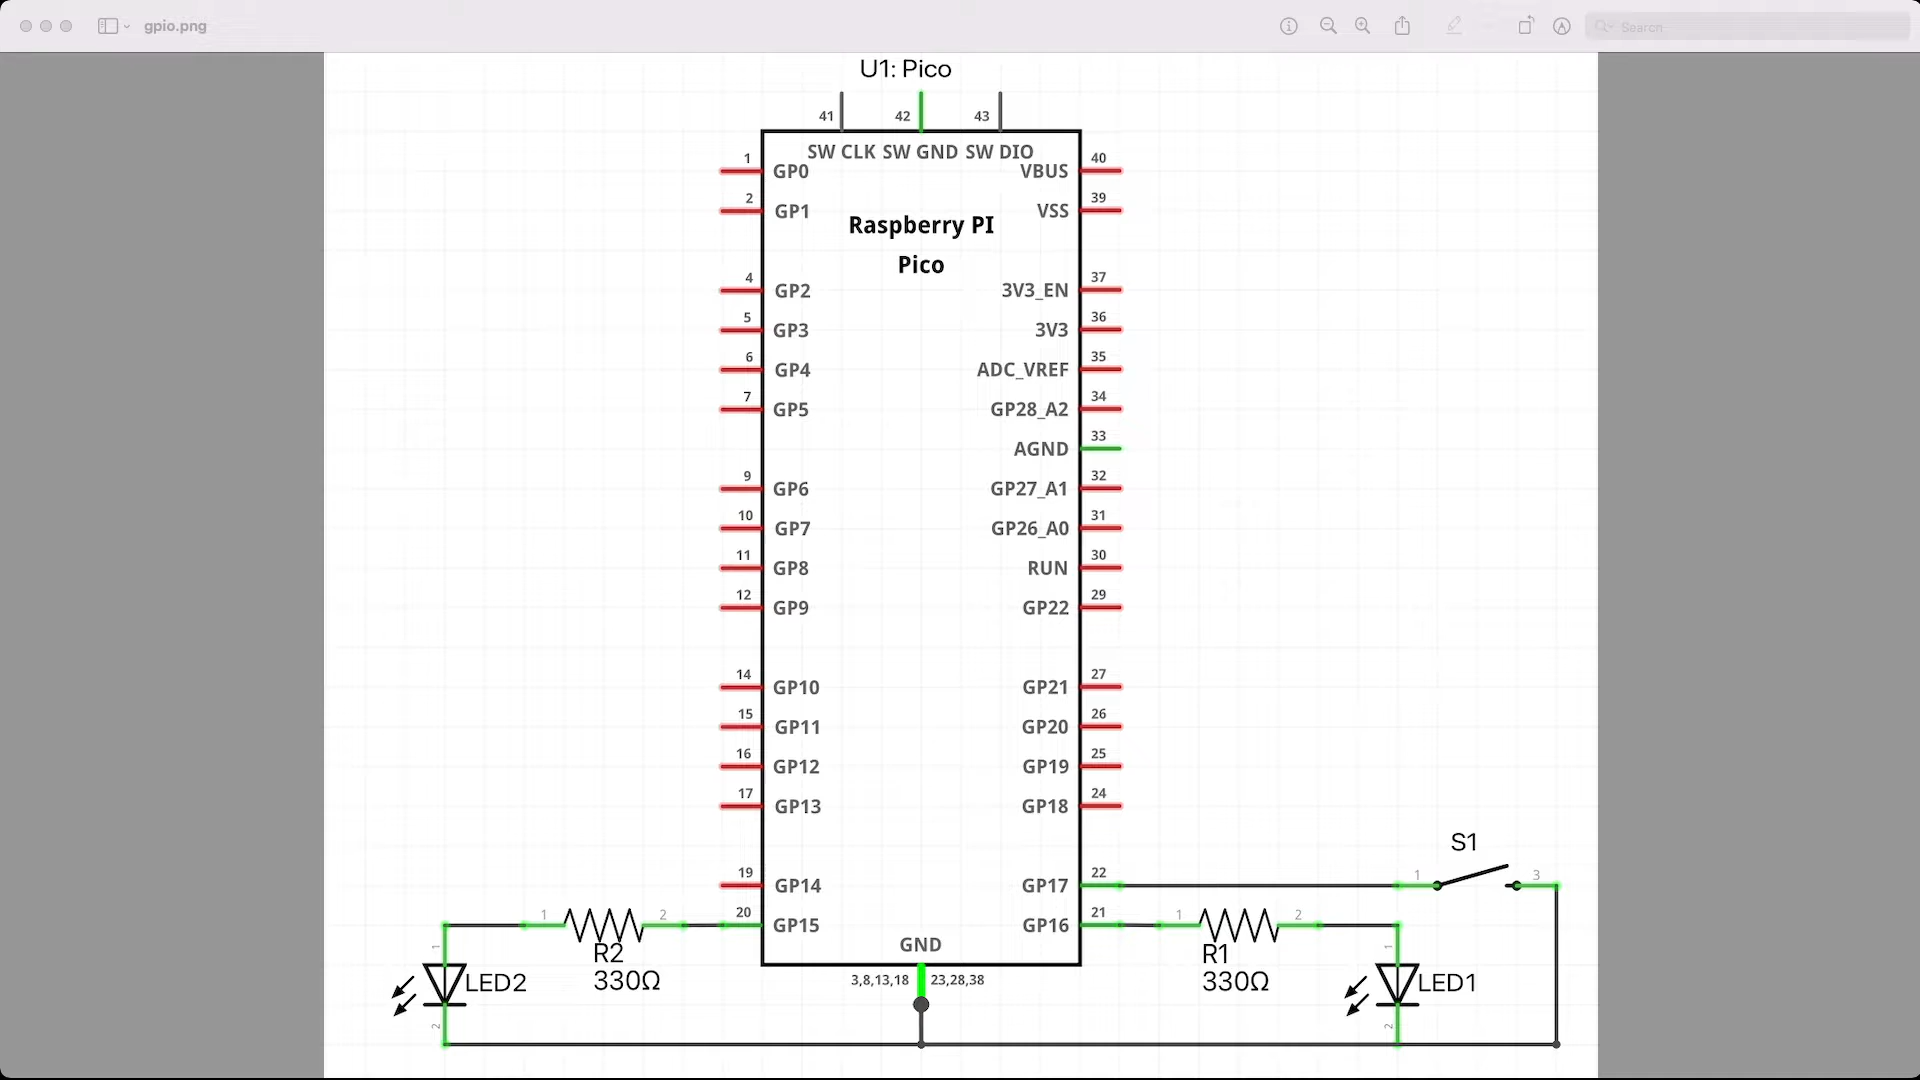 gpio.png
Search
U1: Pico
41 42 43
SW CLK SW GND SW DIO
1 GP0 VBUS 40
2 GP1 VSS 39
Raspberry PI
Pico
4 GP2 3V3_EN 37
5 GP3 3V3 36
6 GP4 ADC_VREF 35
7 GP5 GP28_A2 34
AGND 33
9 GP6 GP27_A1 32
10 GP7 GP26_A0 31
11 GP8 RUN 30
12 GP9 GP22 29
14 GP10 GP21 27
15 GP11 GP20 26
16 GP12 GP19 25
17 GP13 GP18 24
S1
19 GP14 GP17 22 1 3
1 2 20 GP15 GP16 21 1 2
GND
R2 R1
330Ω 330Ω
3,8,13,18 23,28,38
1 LED2 2
1 LED1 2